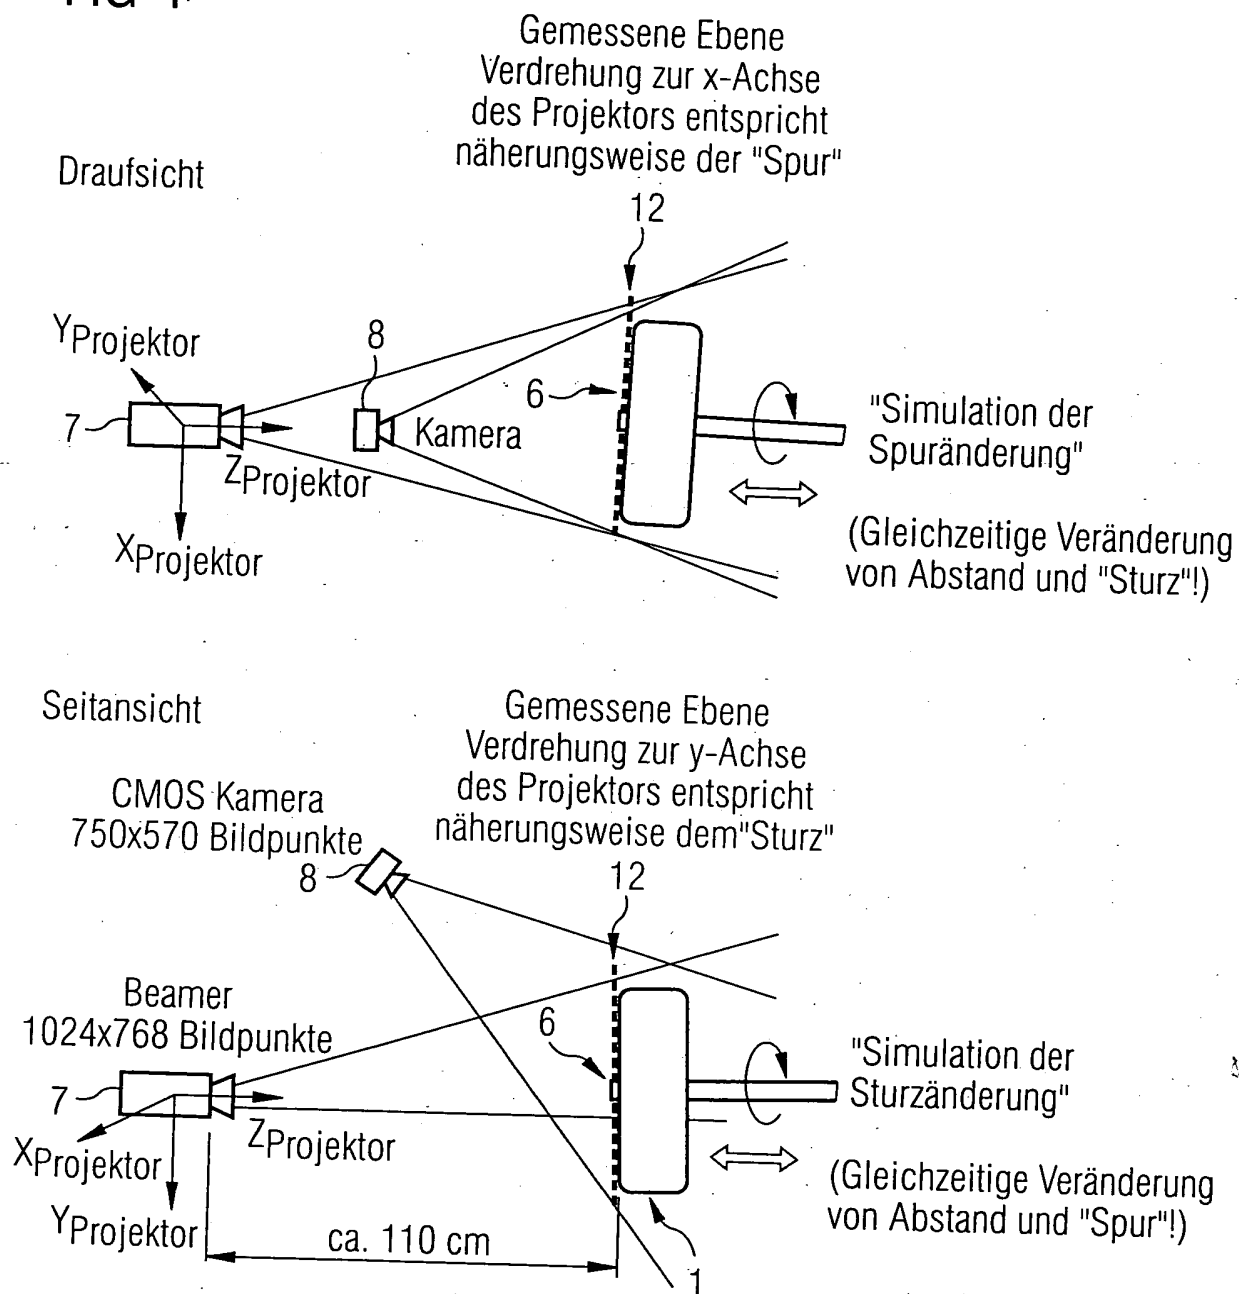 Gemessene Ebene
Verdrehung zur x-Achse
des Projektors entspricht
näherungsweise der "Spur"
Draufsicht
12
YProjektor
8
6
7
Kamera
ZProjektor
XProjektor
"Simulation der
Spuränderung"
(Gleichzeitige Veränderung
von Abstand und "Sturz"!)
Seitansicht
Gemessene Ebene
Verdrehung zur y-Achse
des Projektors entspricht
näherungsweise dem"Sturz"
CMOS Kamera
750x570 Bildpunkte
8
12
Beamer
1024x768 Bildpunkte
6
7
ZProjektor
XProjektor
YProjektor
ca. 110 cm
1
"Simulation der
Sturzänderung"
(Gleichzeitige Veränderung
von Abstand und "Spur"!)